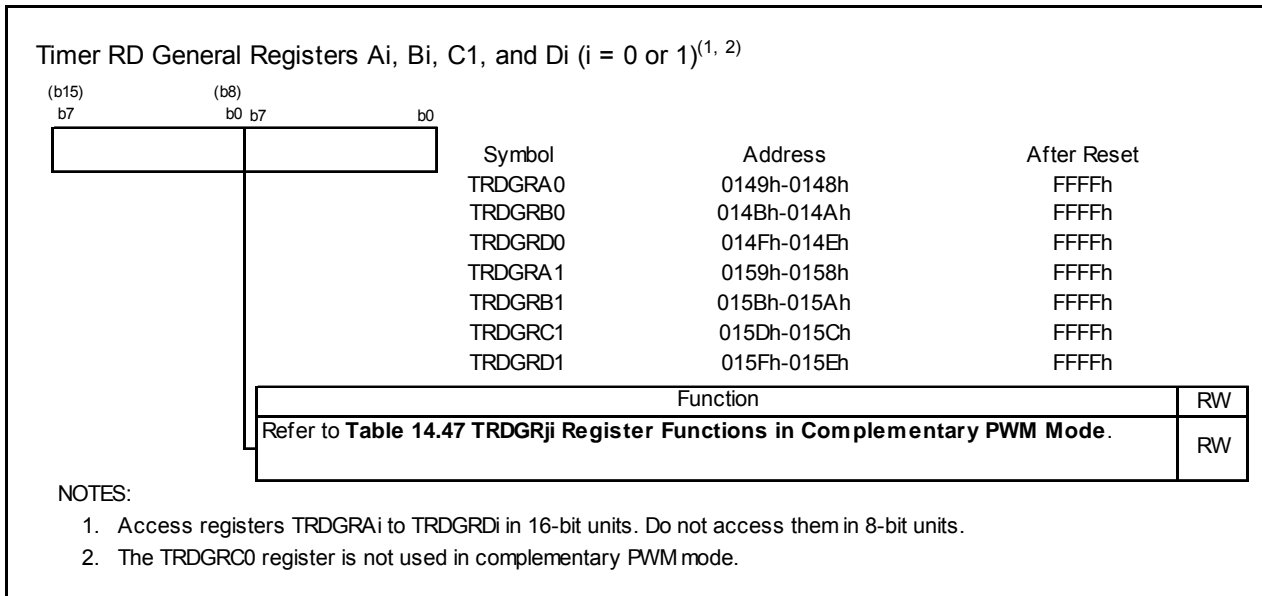 Timer RD General Registers Ai, Bi, C1, and Di (i = 0 or 1)(1, 2)
(b15) (b8)
b7 b0 b7 b0
Symbol Address After Reset
TRDGRA0 0149h-0148h FFFFh
TRDGRB0 014Bh-014Ah FFFFh
TRDGRD0 014Fh-014Eh FFFFh
TRDGRA1 0159h-0158h FFFFh
TRDGRB1 015Bh-015Ah FFFFh
TRDGRC1 015Dh-015Ch FFFFh
TRDGRD1 015Fh-015Eh FFFFh
Function RW
Refer to Table 14.47 TRDGRji Register Functions in Complementary PWM Mode. RW
NOTES:
1. Access registers TRDGRAi to TRDGRDi in 16-bit units. Do not access them in 8-bit units.
2. The TRDGRC0 register is not used in complementary PWM mode.